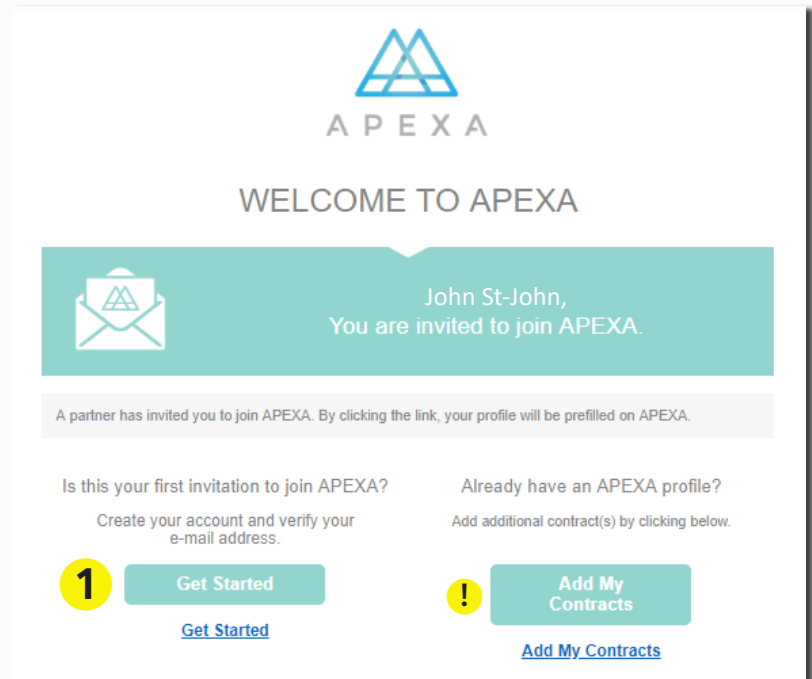 APEXA
WELCOME TO APEXA
John St-John,
You are invited to join APEXA.
A partner has invited you to join APEXA. By clicking the link, your profile will be prefilled on APEXA.
Is this your first invitation to join APEXA?
Create your account and verify your
e-mail address.
1
Get Started
Get Started
Already have an APEXA profile?
Add additional contract(s) by clicking below.
!
Add My
Contracts
Add My Contracts